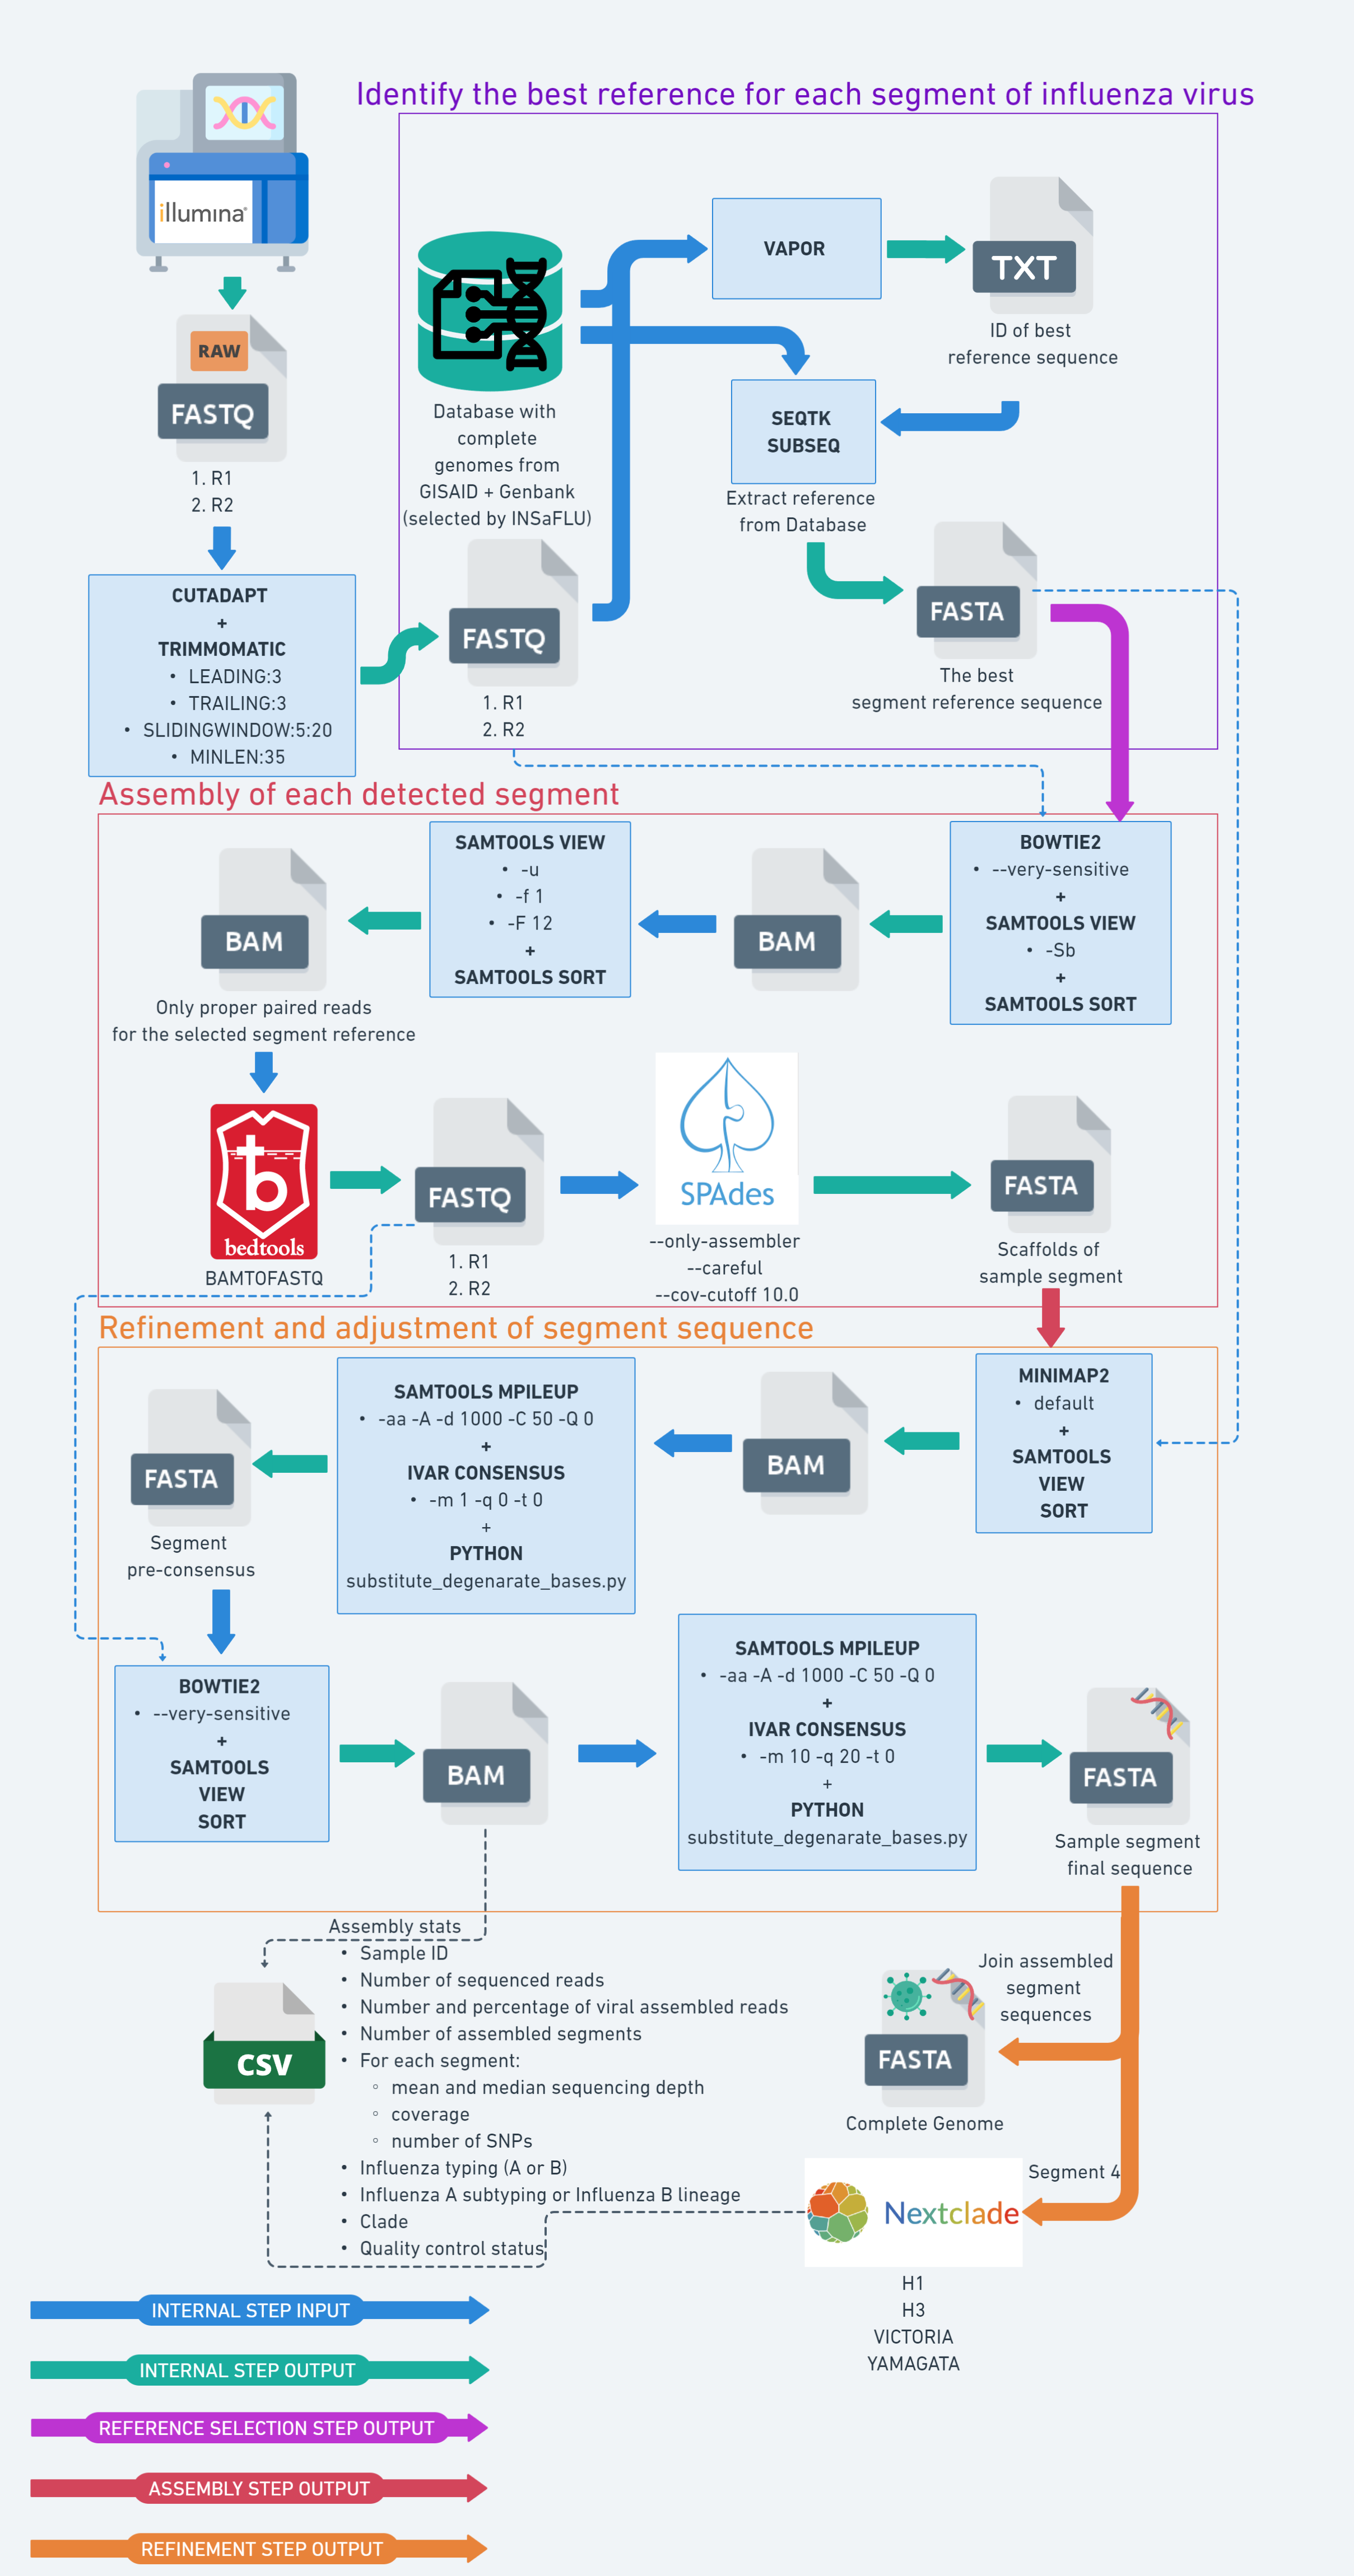 Identify the best reference for each segment of influenza virus
illumina®
RAW
FASTQ
1. R1
2. R2
CUTADAPT
+
TRIMMOMATIC
• LEADING:3
• TRAILING:3
• SLIDINGWINDOW:5:20
• MINLEN:35
Database with
complete
genomes from
GISAID + Genbank
(selected by INSaFLU)
FASTQ
1. R1
2. R2
VAPOR
TXT
ID of best
reference sequence
SEQTK
SUBSEQ
Extract reference
from Database
FASTA
The best
segment reference sequence
Assembly of each detected segment
BOWTIE2
• --very-sensitive
+
SAMTOOLS VIEW
• -Sb
+
SAMTOOLS SORT
BAM
SAMTOOLS VIEW
• -u
• -f 1
• -F 12
+
SAMTOOLS SORT
BAM
Only proper paired reads
for the selected segment reference
b
bedtools
BAMTOFASTQ
FASTQ
1. R1
2. R2
SPAdes
--only-assembler
--careful
--cov-cutoff 10.0
FASTA
Scaffolds of
sample segment
Refinement and adjustment of segment sequence
MINIMAP2
• default
+
SAMTOOLS
VIEW
SORT
BAM
SAMTOOLS MPILEUP
• -aa -A -d 1000 -C 50 -Q 0
+
IVAR CONSENSUS
• -m 1 -q 0 -t 0
+
PYTHON
substitute_degenarate_bases.py
FASTA
Segment
pre-consensus
BOWTIE2
• --very-sensitive
+
SAMTOOLS
VIEW
SORT
BAM
SAMTOOLS MPILEUP
• -aa -A -d 1000 -C 50 -Q 0
+
IVAR CONSENSUS
• -m 10 -q 20 -t 0
+
PYTHON
substitute_degenarate_bases.py
FASTA
Sample segment
final sequence
Assembly stats
• Sample ID
• Number of sequenced reads
• Number and percentage of viral assembled reads
• Number of assembled segments
• For each segment:
◦ mean and median sequencing depth
◦ coverage
◦ number of SNPs
• Influenza typing (A or B)
• Influenza A subtyping or Influenza B lineage
• Clade
• Quality control status
CSV
Join assembled
segment
sequences
FASTA
Complete Genome
Segment 4
Nextclade
H1
H3
VICTORIA
YAMAGATA
INTERNAL STEP INPUT
INTERNAL STEP OUTPUT
REFERENCE SELECTION STEP OUTPUT
ASSEMBLY STEP OUTPUT
REFINEMENT STEP OUTPUT